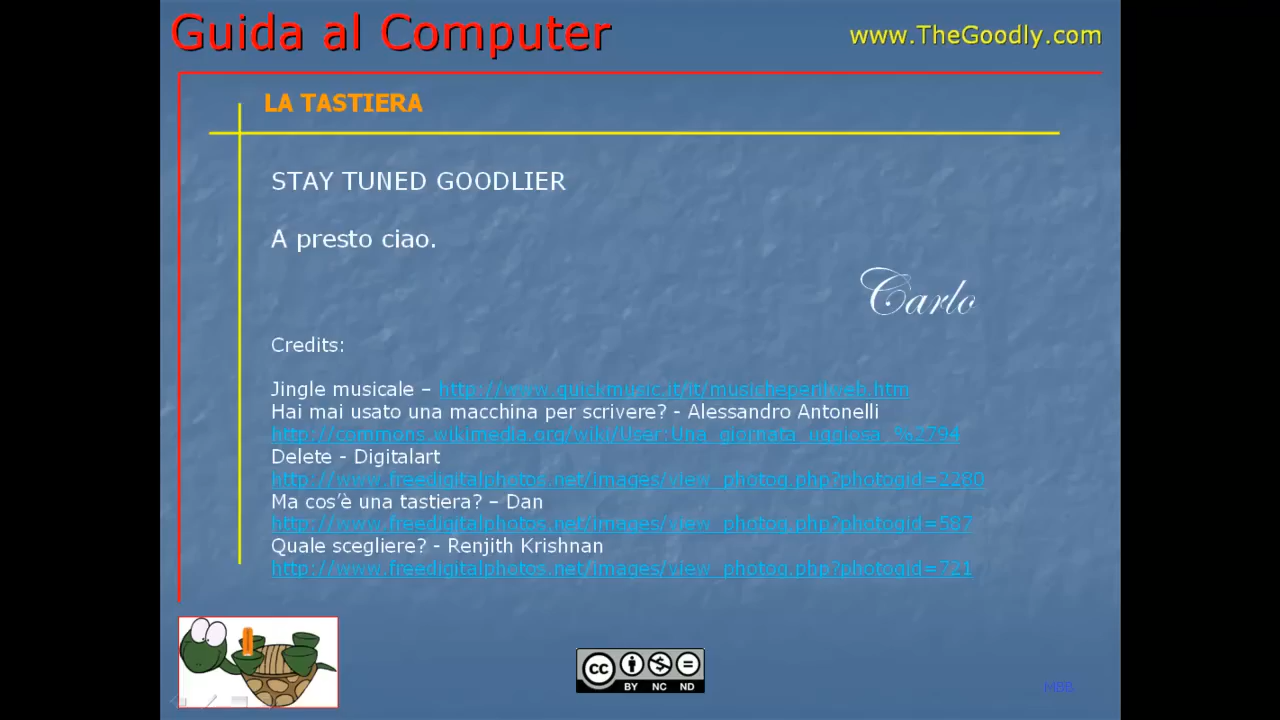 Guida al Computer
www.TheGoodly.com
LA TASTIERA
STAY TUNED GOODLIER
A presto ciao.
Carlo
Credits:
Jingle musicale – http://www.quickmusic.it/it/musicheperilweb.htm
Hai mai usato una macchina per scrivere? - Alessandro Antonelli
http://commons.wikimedia.org/wiki/User:Una_giornata_uggiosa_%2794
Delete - Digitalart
http://www.freedigitalphotos.net/images/view_photog.php?photogid=2280
Ma cos’è una tastiera? – Dan
http://www.freedigitalphotos.net/images/view_photog.php?photogid=587
Quale scegliere? - Renjith Krishnan
http://www.freedigitalphotos.net/images/view_photog.php?photogid=721
cc
BY NC ND